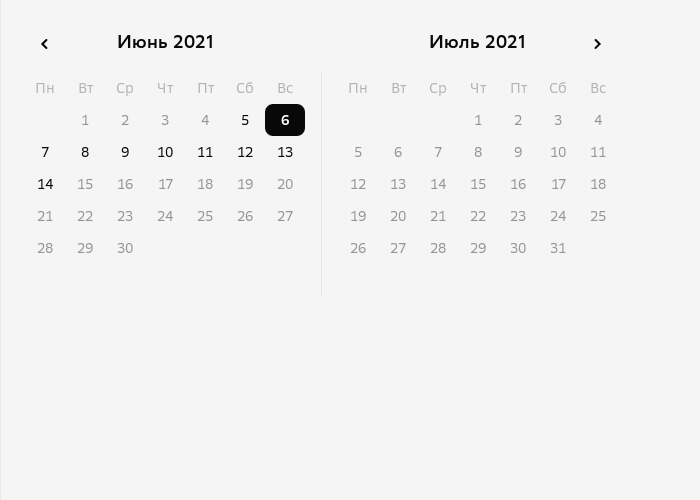 Июнь 2021
Пн Вт Ср Чт Пт Сб Вс
1 2 3 4 5 6
7 8 9 10 11 12 13
14 15 16 17 18 19 20
21 22 23 24 25 26 27
28 29 30
Июль 2021
Пн Вт Ср Чт Пт Сб Вс
1 2 3 4
5 6 7 8 9 10 11
12 13 14 15 16 17 18
19 20 21 22 23 24 25
26 27 28 29 30 31